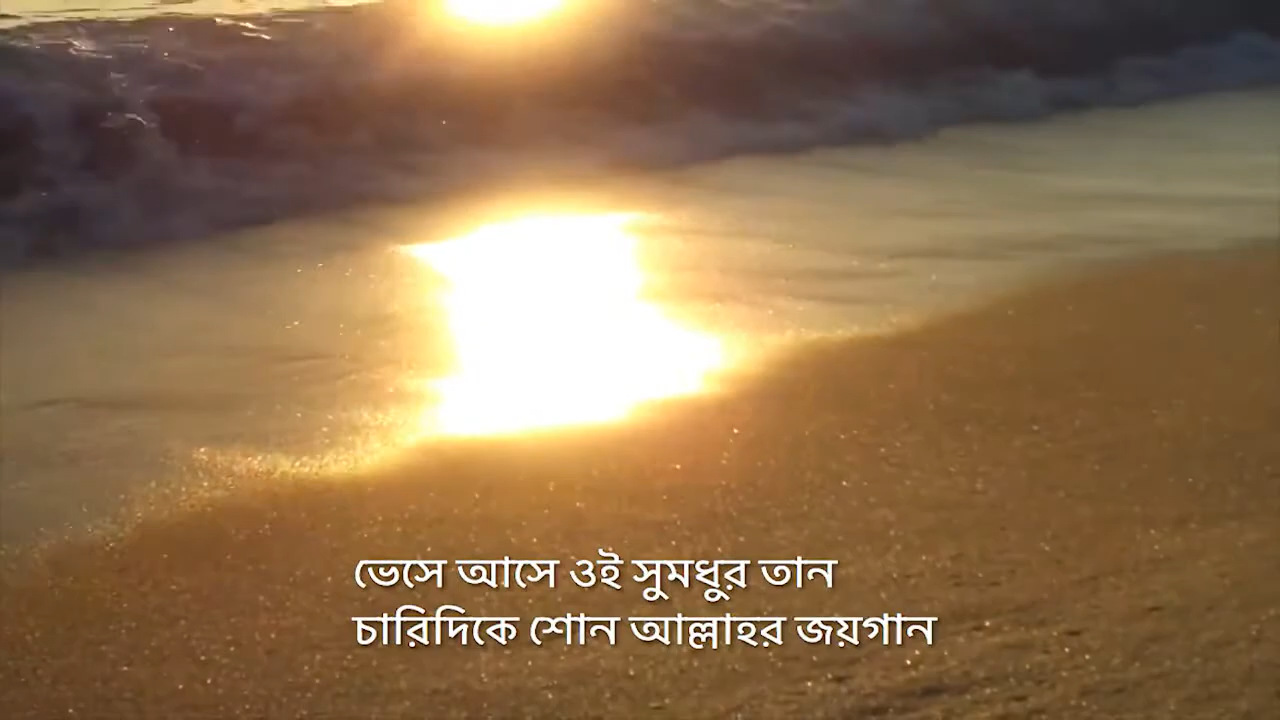 ভেসে আসে ওই সুমধুর তান
চারিদিকে শোন আল্লাহর জয়গান